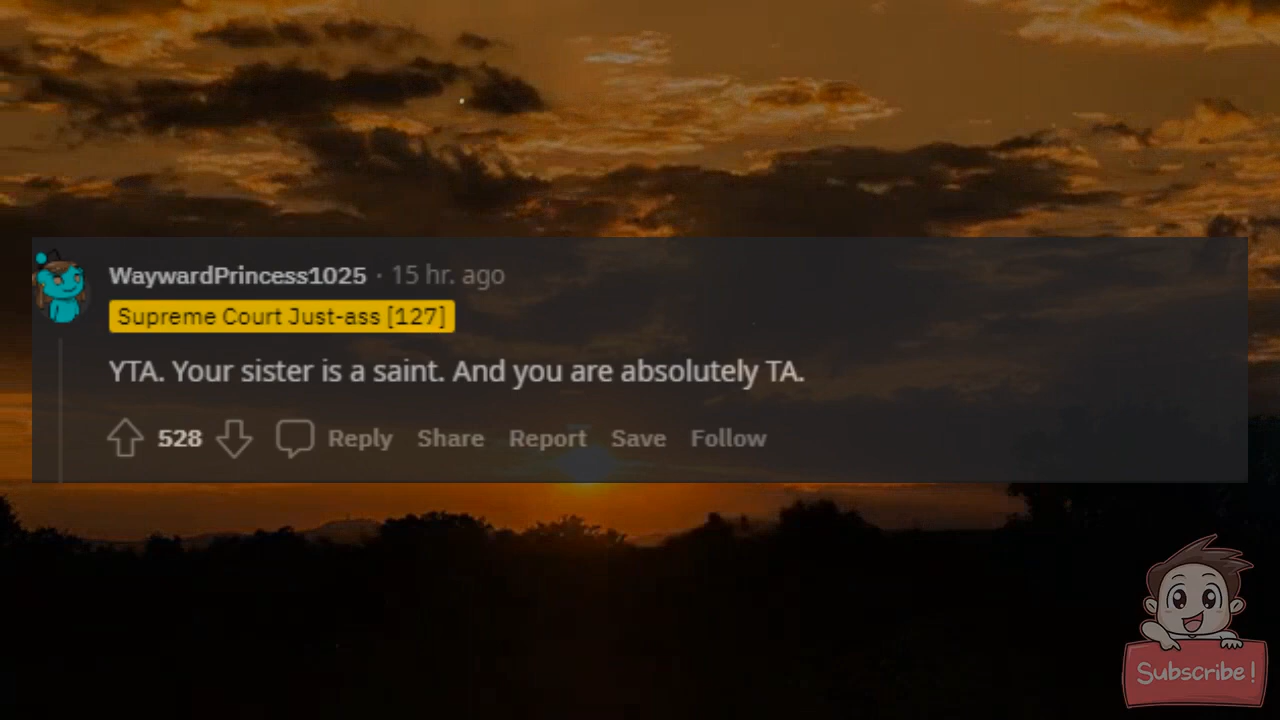 WaywardPrincess1025 · 15 hr. ago
Supreme Court Just-ass [127]
YTA. Your sister is a saint. And you are absolutely TA.
528 Reply Share Report Save Follow
Subscribe!